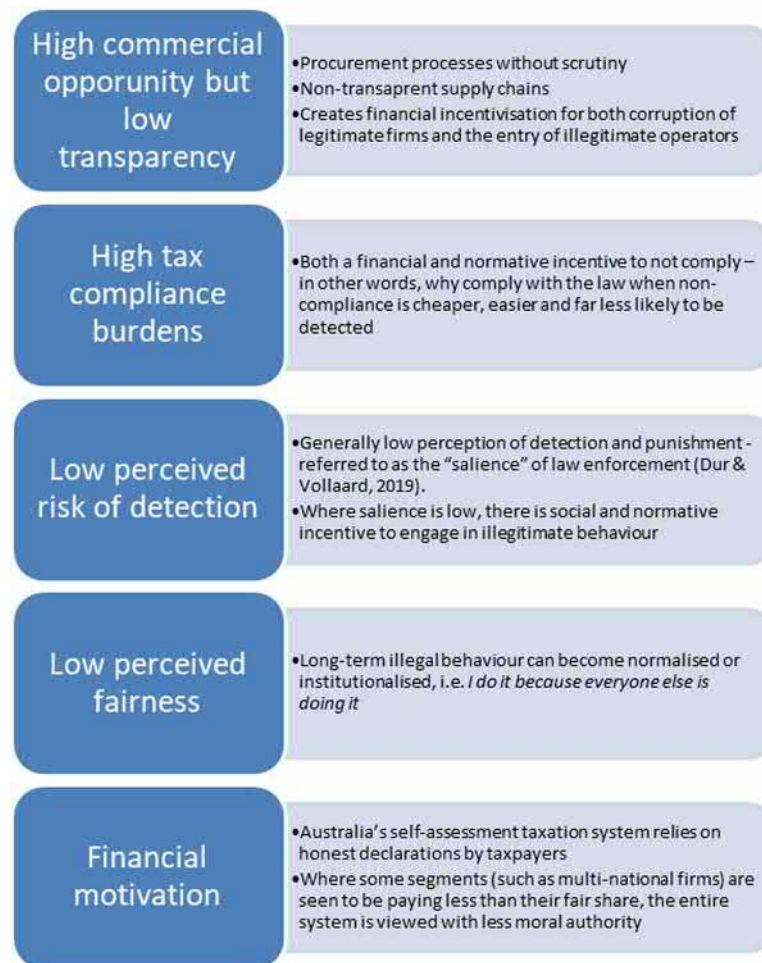 High commercial
opporunity but
low
transparency
•Procurement processes without scrutiny
•Non-transaprent supply chains
•Creates financial incentivisation for both corruption of
legitimate firms and the entry of illegitimate operators
High tax
compliance
burdens
•Both a financial and normative incentive to not comply –
in other words, why comply with the law when non-
compliance is cheaper, easier and far less likely to be
detected
Low perceived
risk of detection
•Generally low perception of detection and punishment -
referred to as the “salience” of law enforcement (Dur &
Vollaard, 2019).
•Where salience is low, there is social and normative
incentive to engage in illegitimate behaviour
Low perceived
fairness
•Long-term illegal behaviour can become normalised or
institutionalised, i.e. I do it because everyone else is
doing it
Financial
motivation
•Australia’s self-assessment taxation system relies on
honest declarations by taxpayers
•Where some segments (such as multi-national firms) are
seen to be paying less than their fair share, the entire
system is viewed with less moral authority